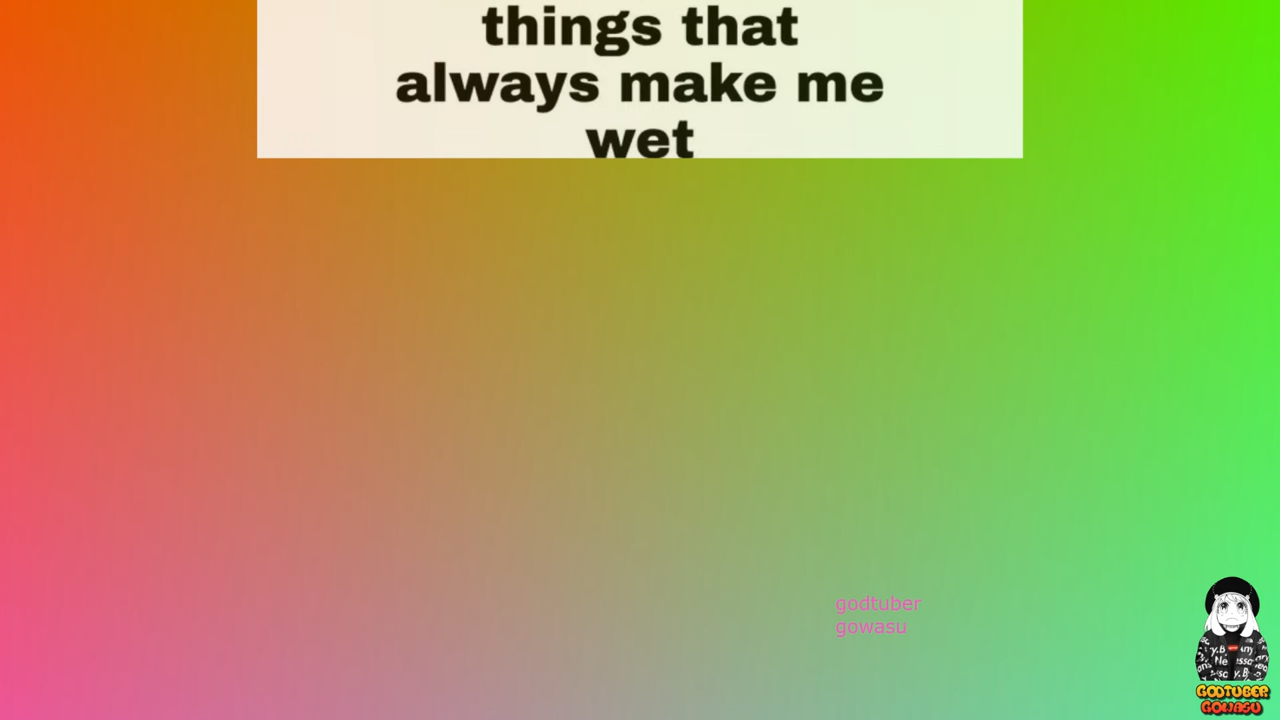 things that
always make me
wet
godtuber
gowasu
GODTUBER
GOWASU